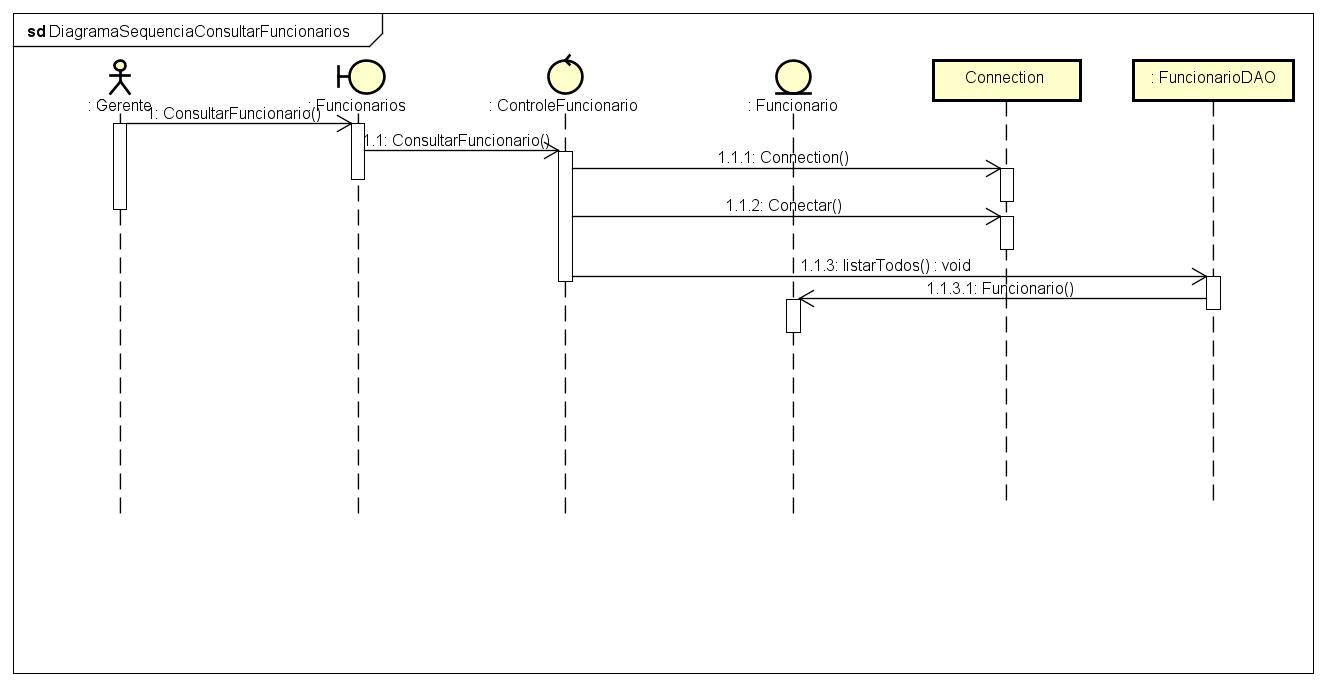 sd DiagramaSequenciaConsultarFuncionarios
: Gerente
: Funcionarios
: ControleFuncionario
: Funcionario
Connection
: FuncionarioDAO
1: ConsultarFuncionario()
1.1: ConsultarFuncionario()
1.1.1: Connection()
1.1.2: Conectar()
1.1.3: listarTodos() : void
1.1.3.1: Funcionario()